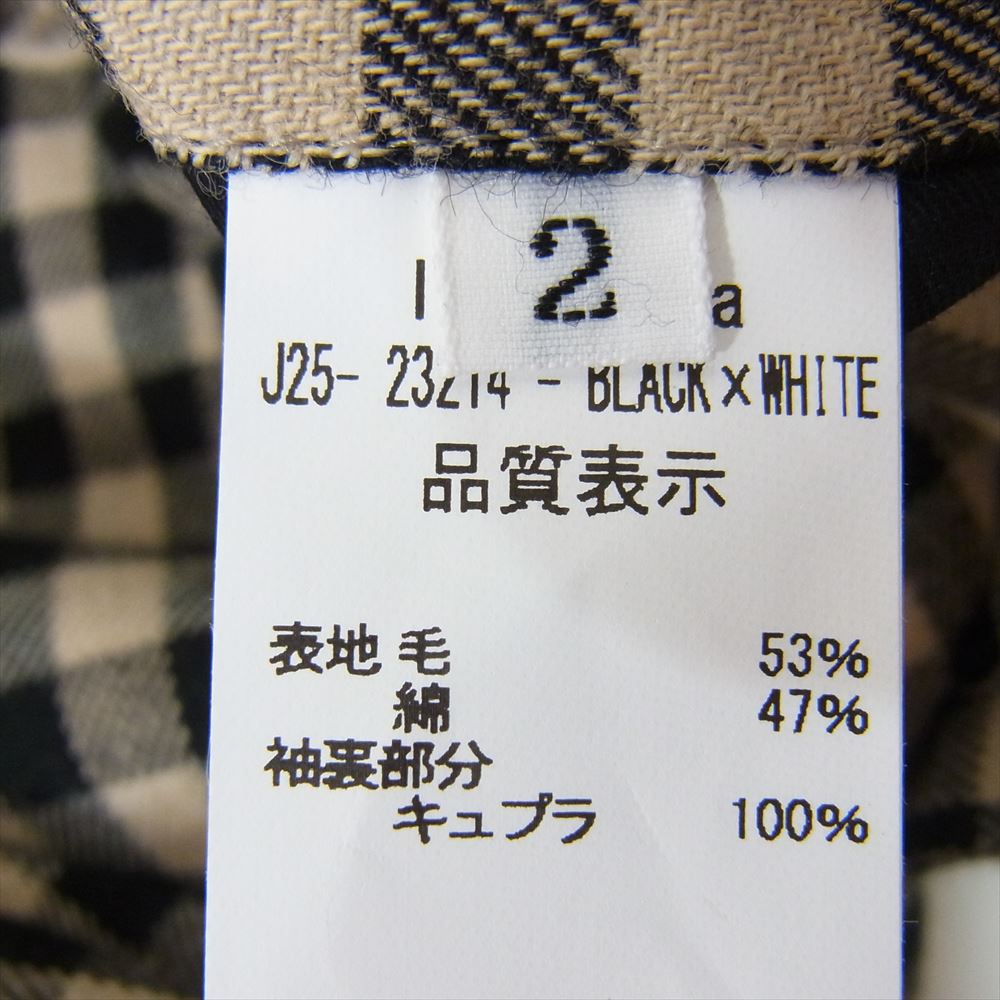 2
J25- 23214 - BLACK×WHITE
品質表示
表地 毛 53%
綿 47%
袖裏部分
キュプラ 100%